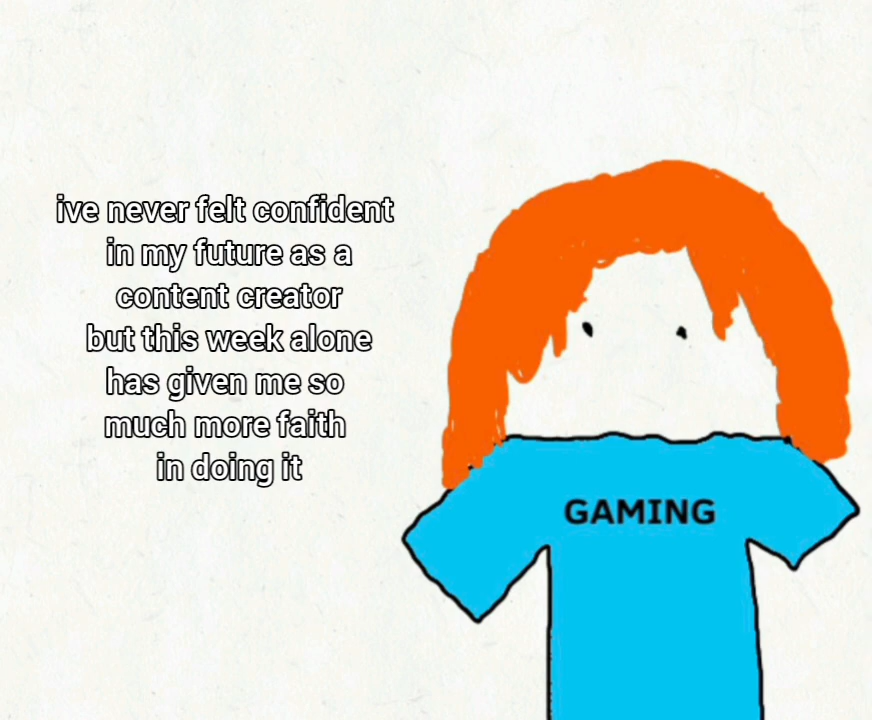 ive never felt confident
in my future as a
content creator
but this week alone
has given me so
much more faith
in doing it
GAMING